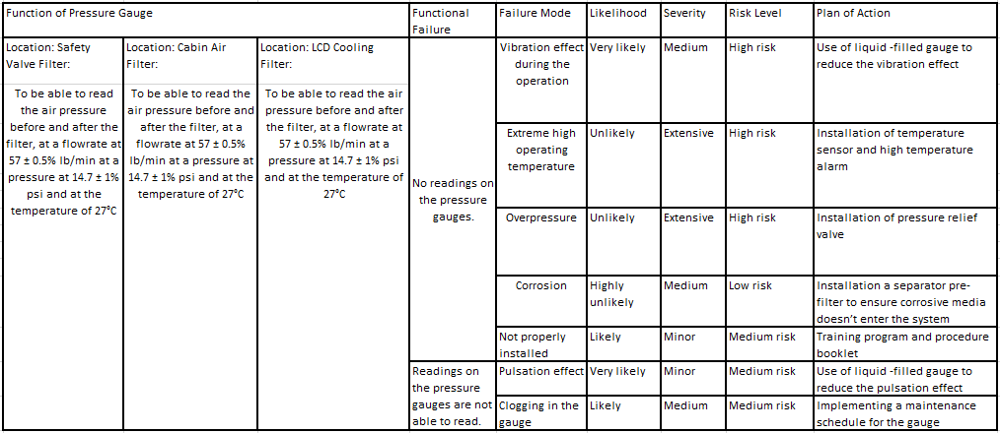 Function of Pressure Gauge
Functional
Failure
Failure Mode
Likelihood
Severity
Risk Level
Plan of Action
Location: Safety
Valve Filter:
To be able to read
the air pressure
before and after the
filter, at a flowrate at
57 ± 0.5% lb/min at a
pressure at 14.7 ± 1%
psi and at the
temperature of 27⁰C
Location: Cabin Air
Filter:
To be able to read the
air pressure before and
after the filter, at a
flowrate at 57 ± 0.5%
lb/min at a pressure at
14.7 ± 1% psi and at the
temperature of 27⁰C
Location: LCD Cooling
Filter:
To be able to read the air
pressure before and after
the filter, at a flowrate at
57 ± 0.5% lb/min at a
pressure at 14.7 ± 1% psi
and at the temperature of
27⁰C
No readings on
the pressure
gauges.
Vibration effect
during the
operation
Very likely
Medium
High risk
Use of liquid -filled gauge to
reduce the vibration effect
Extreme high
operating
temperature
Unlikely
Extensive
High risk
Installation of temperature
sensor and high temperature
alarm
Overpressure
Unlikely
Extensive
High risk
Installation of pressure relief
valve
Corrosion
Highly
unlikely
Medium
Low risk
Installation a separator pre-
filter to ensure corrosive media
doesn't enter the system
Not properly
installed
Likely
Minor
Medium risk
Training program and procedure
booklet
Readings on
the pressure
gauges are not
able to read.
Pulsation effect
Very likely
Minor
Medium risk
Use of liquid -filled gauge to
reduce the pulsation effect
Clogging in the
gauge
Likely
Medium
Medium risk
Implementing a maintenance
schedule for the gauge